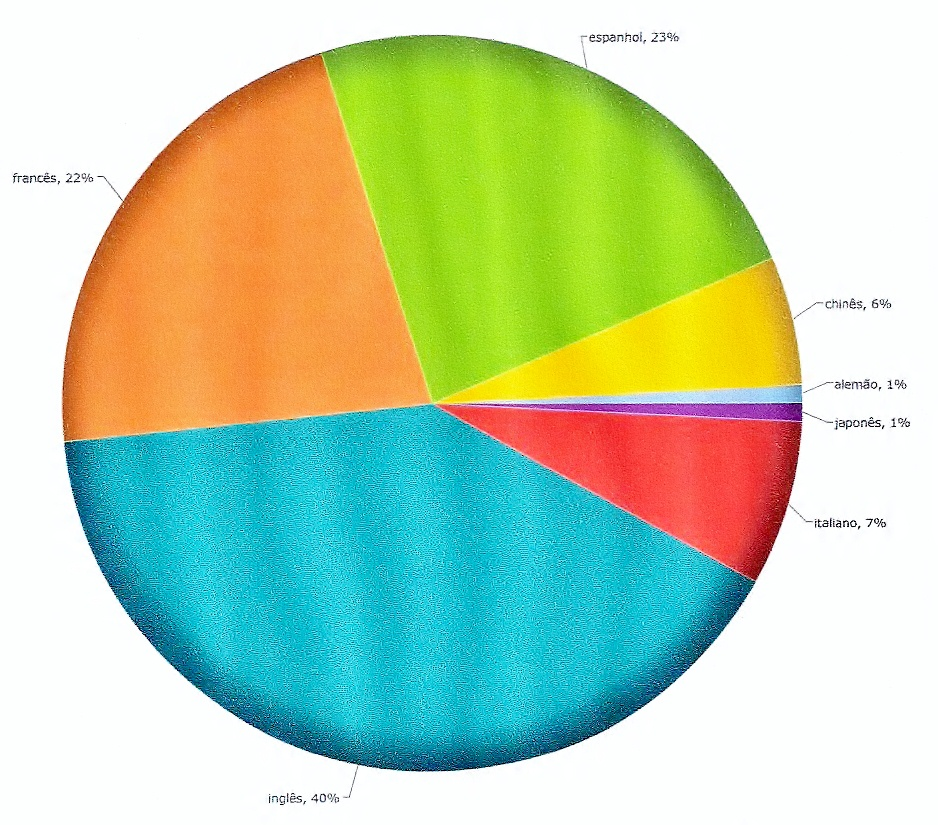 espanhol, 23%
francês, 22%
chinês, 6%
alemão, 1%
japonês, 1%
italiano, 7%
inglês, 40%